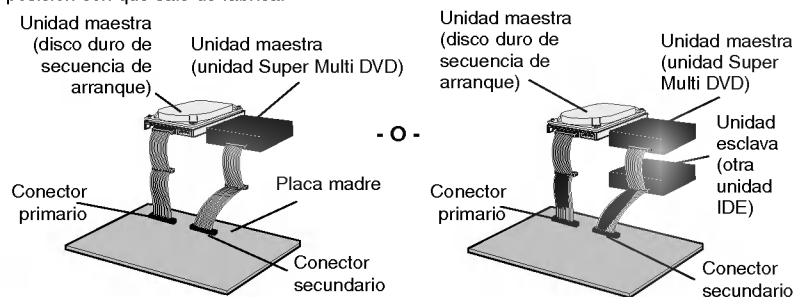 posición con que sale de fábrica.
Unidad maestra
(disco duro de
secuencia de
arranque)
Unidad maestra
(unidad Super Multi DVD)
Conector
primario
Placa madre
Conector
secundario
- O -
Unidad maestra
(disco duro de
secuencia de
arranque)
Unidad maestra
(unidad Super
Multi DVD)
Unidad
esclava
(otra
unidad
IDE)
Conector
primario
Conector
secundario